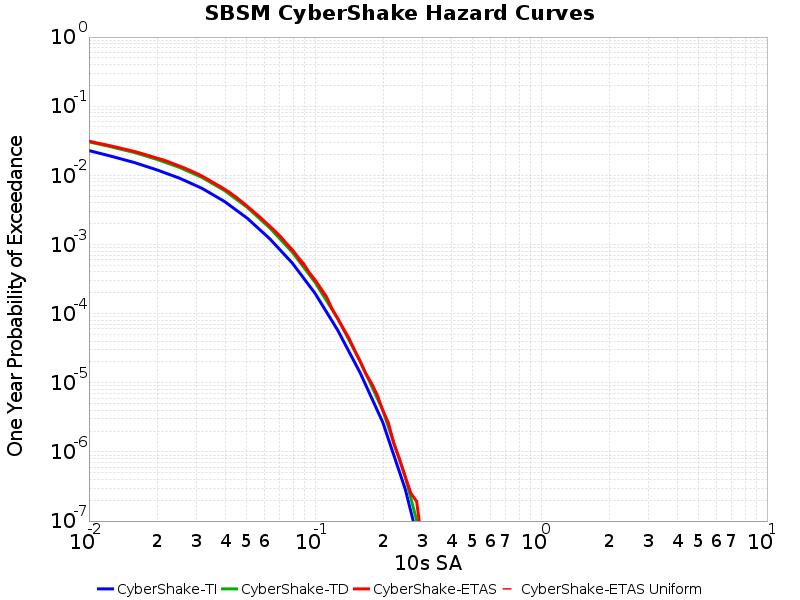 SBSM CyberShake Hazard Curves
One Year Probability of Exceedance
10^0
10^-1
10^-2
10^-3
10^-4
10^-5
10^-6
10^-7
10^-2 2 3 4 5 6 10^-1 2 3 4 5 6 7 10^0 2 3 4 5 6 7 10^1
10s SA
CyberShake-TI CyberShake-TD CyberShake-ETAS CyberShake-ETAS Uniform